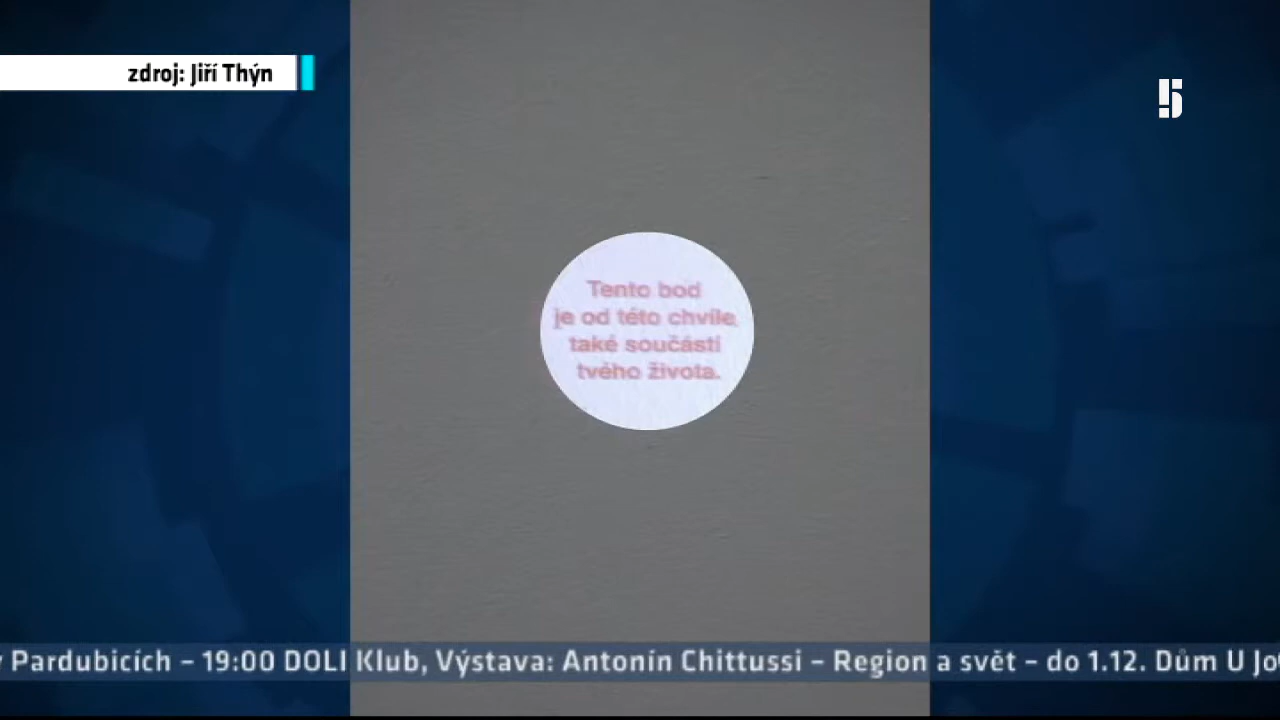 zdroj: Jiří Thýn
5
Tento bod
je od této chvíle
také součástí
tvého života.
Pardubicích – 19:00 DOLI Klub, Výstava: Antonín Chittussi – Region a svět – do 1.12. Dům U